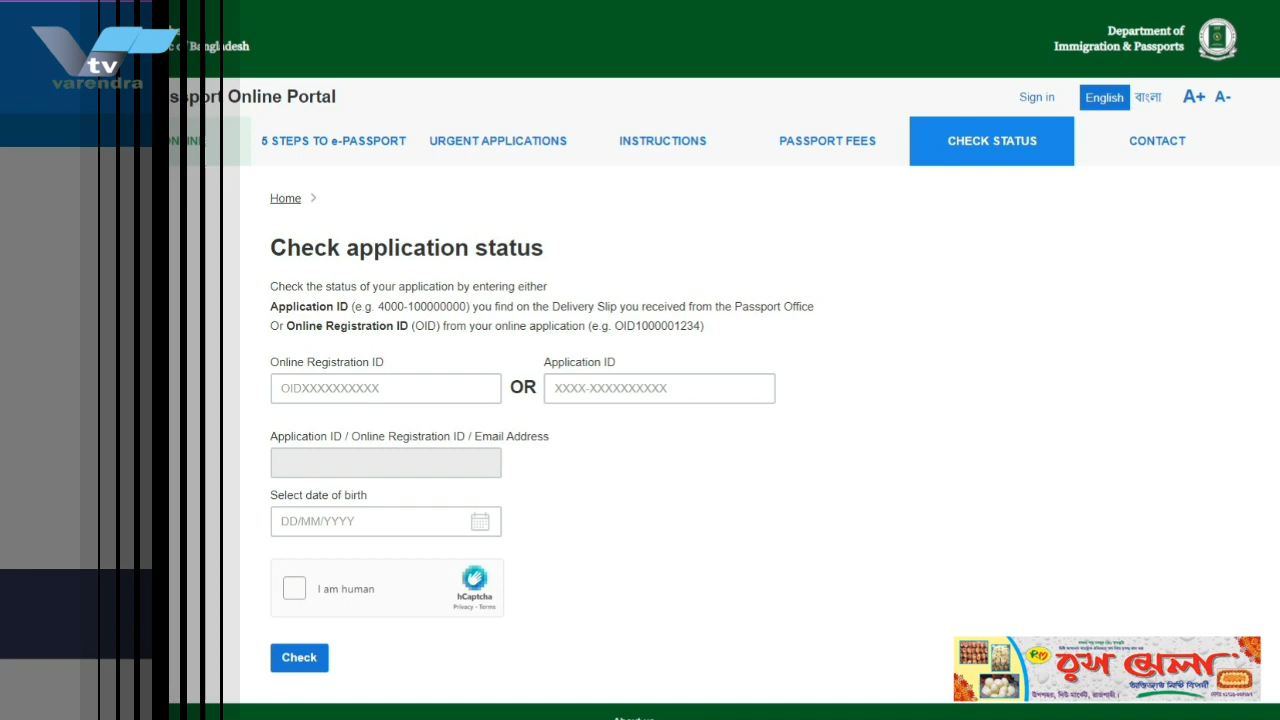 tv
varendra
c of Bangladesh
Department of
Immigration & Passports
ssport Online Portal
Sign in
English
বাংলা
A+ A-
5 STEPS TO e-PASSPORT
URGENT APPLICATIONS
INSTRUCTIONS
PASSPORT FEES
CHECK STATUS
CONTACT
Home
Check application status
Check the status of your application by entering either
Application ID (e.g. 4000-100000000) you find on the Delivery Slip you received from the Passport Office
Or Online Registration ID (OID) from your online application (e.g. OID1000001234)
Online Registration ID
Application ID
OIDXXXXXXXXXX
OR
XXXX-XXXXXXXXXX
Application ID / Online Registration ID / Email Address
Select date of birth
DD/MM/YYYY
I am human
hCaptcha
Privacy - Terms
Check
উপশহর, নিউ মার্কেট, রাজশাহী।